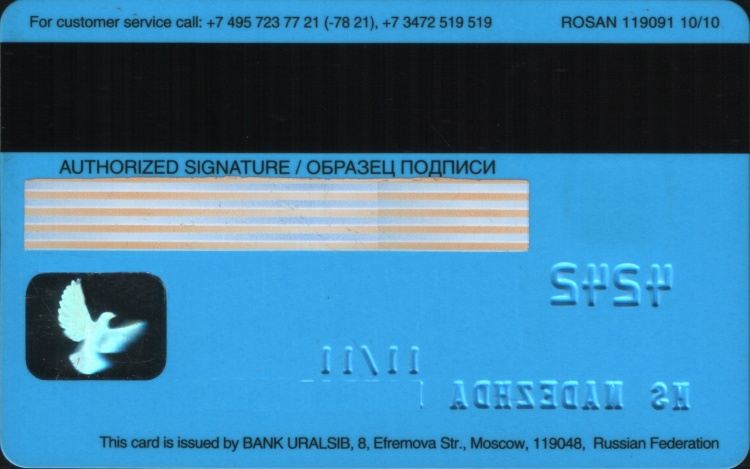 For customer service call: +7 495 723 77 21 (-78 21), +7 3472 519 519
ROSAN 119091 10/10
AUTHORIZED SIGNATURE / ОБРАЗЕЦ ПОДПИСИ
11/11
MS NADEZHDA
This card is issued by BANK URALSIB, 8, Efremova Str., Moscow, 119048, Russian Federation